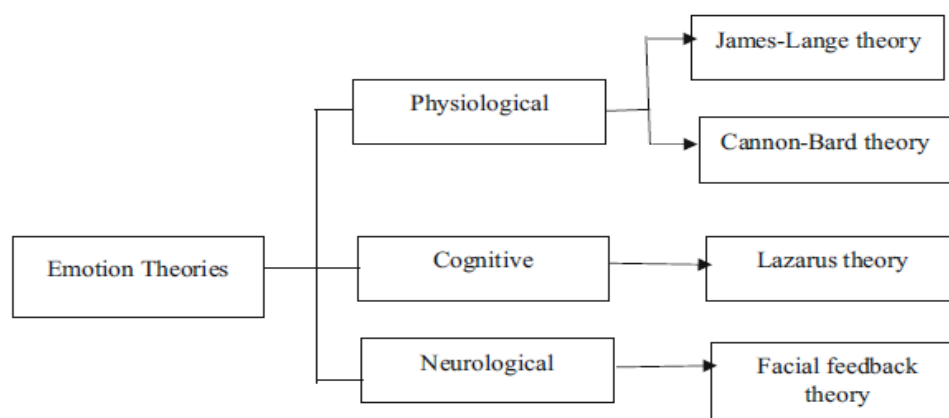 James-Lange theory
Physiological
Cannon-Bard theory
Emotion Theories
Cognitive
Lazarus theory
Neurological
Facial feedback
theory